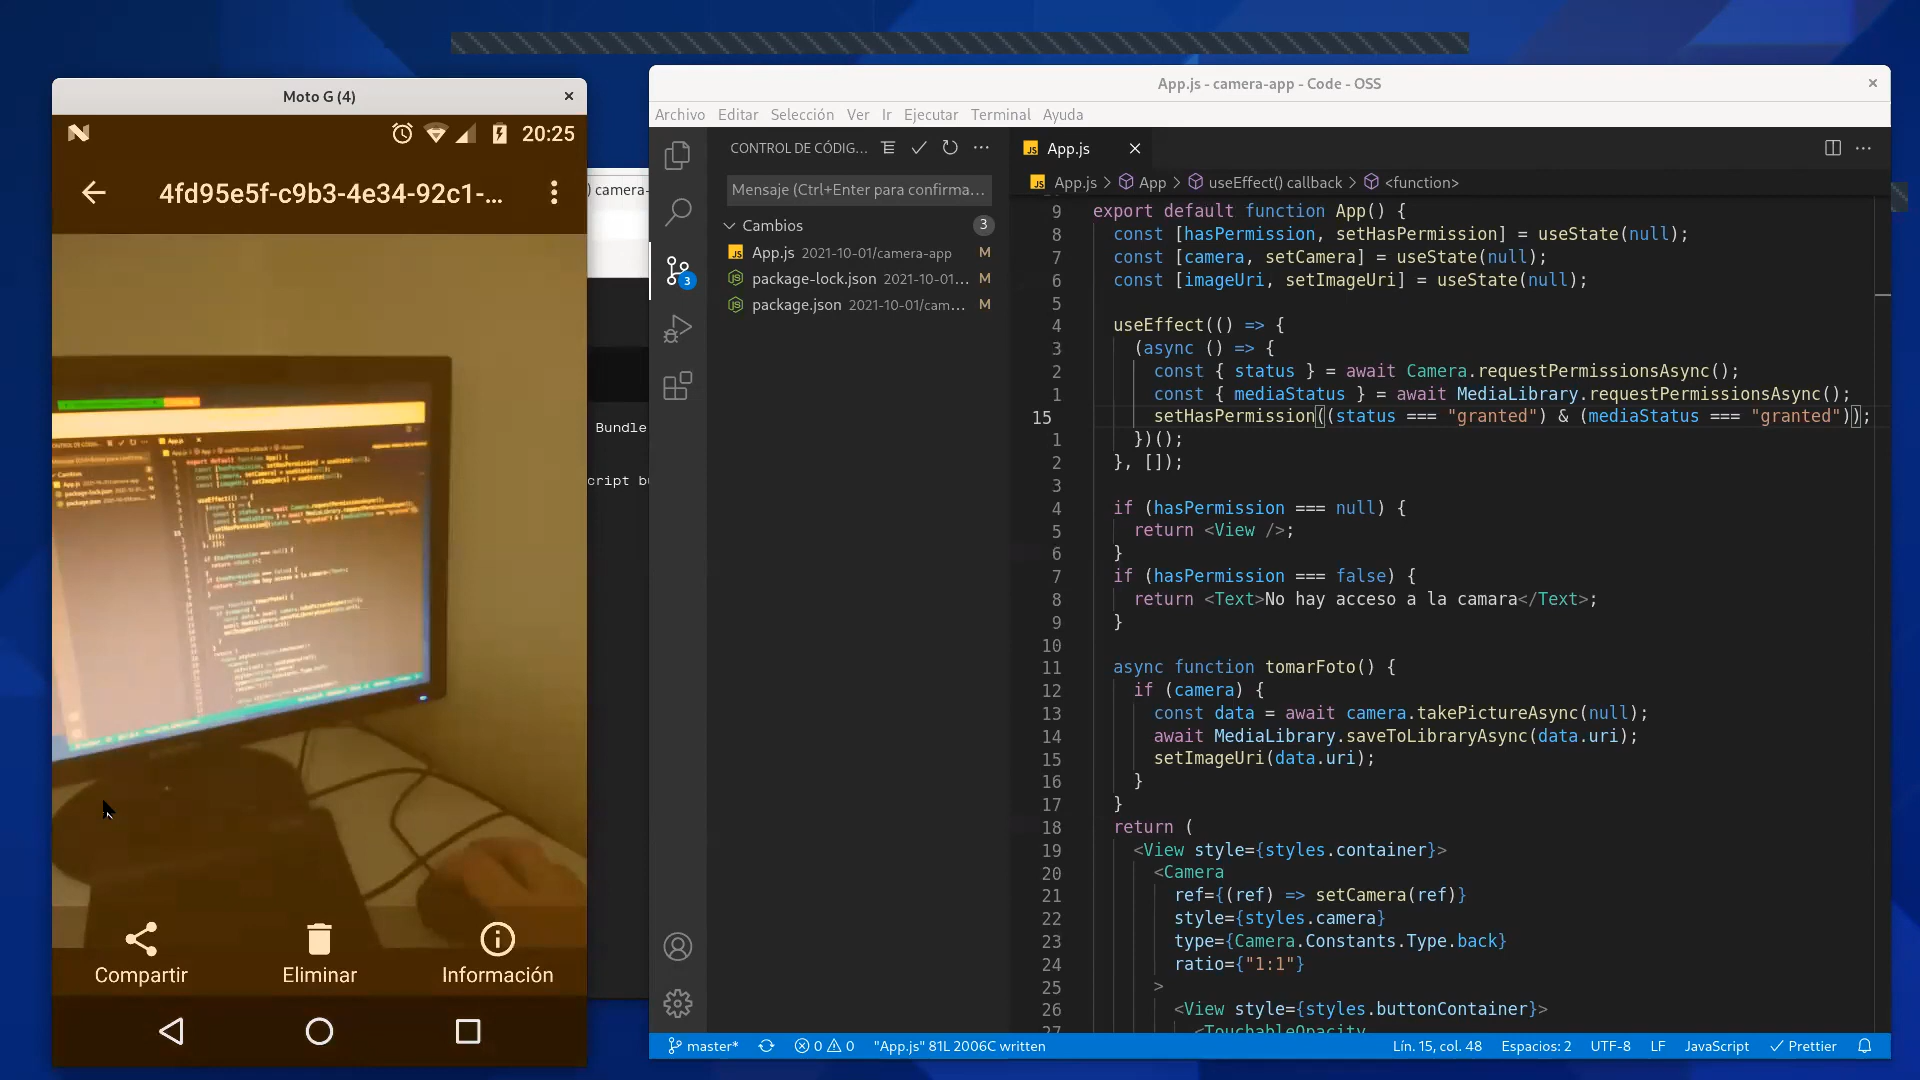 Moto G (4)
20:25
4fd95e5f-c9b3-4e34-92c1-...
Compartir
Eliminar
Información
) camera-
Bundle
cript bu
App.js - camera-app - Code - OSS
Archivo Editar Selección Ver Ir Ejecutar Terminal Ayuda
CONTROL DE CÓDIG...
Mensaje (Ctrl+Enter para confirma...
Cambios 3
App.js 2021-10-01/camera-app M
package-lock.json 2021-10-01... M
package.json 2021-10-01/cam... M
3
JS App.js
JS App.js > App > useEffect() callback > <function>
9 export default function App() {
8 const [hasPermission, setHasPermission] = useState(null);
7 const [camera, setCamera] = useState(null);
6 const [imageUri, setImageUri] = useState(null);
5
4 useEffect(() => {
3 (async () => {
2 const { status } = await Camera.requestPermissionsAsync();
1 const { mediaStatus } = await MediaLibrary.requestPermissionsAsync();
15 setHasPermission((status === "granted") & (mediaStatus === "granted"));
1 })();
2 }, []);
3
4 if (hasPermission === null) {
5 return <View />;
6 }
7 if (hasPermission === false) {
8 return <Text>No hay acceso a la camara</Text>;
9 }
10
11 async function tomarFoto() {
12 if (camera) {
13 const data = await camera.takePictureAsync(null);
14 await MediaLibrary.saveToLibraryAsync(data.uri);
15 setImageUri(data.uri);
16 }
17 }
18 return (
19 <View style={styles.container}>
20 <Camera
21 ref={(ref) => setCamera(ref)}
22 style={styles.camera}
23 type={Camera.Constants.Type.back}
24 ratio={"1:1"}
25 >
26 <View style={styles.buttonContainer}>
27 <TouchableOpacity
master* 0 0 "App.js" 81L 2006C written Lín. 15, col. 48 Espacios: 2 UTF-8 LF JavaScript Prettier